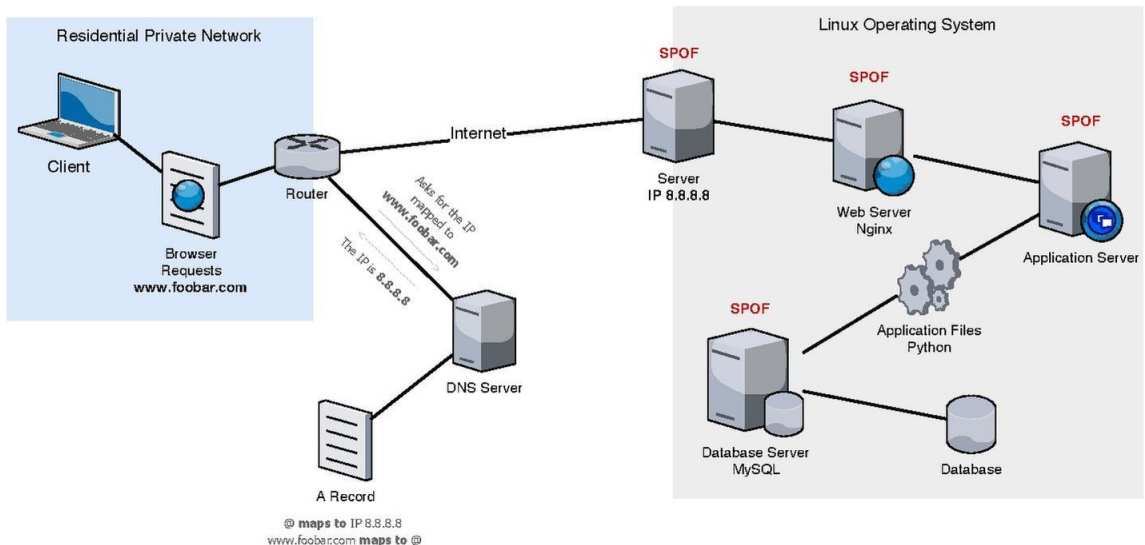 Residential Private Network
Client
Browser
Requests
www.foobar.com
Router
Internet
Asks for the IP
mapped to
www.foobar.com
The IP is 8.8.8.8
DNS Server
A Record
@ maps to IP 8.8.8.8
www.foobar.com maps to @
Linux Operating System
SPOF
Server
IP 8.8.8.8
SPOF
Web Server
Nginx
SPOF
Application Server
Application Files
Python
SPOF
Database Server
MySQL
Database